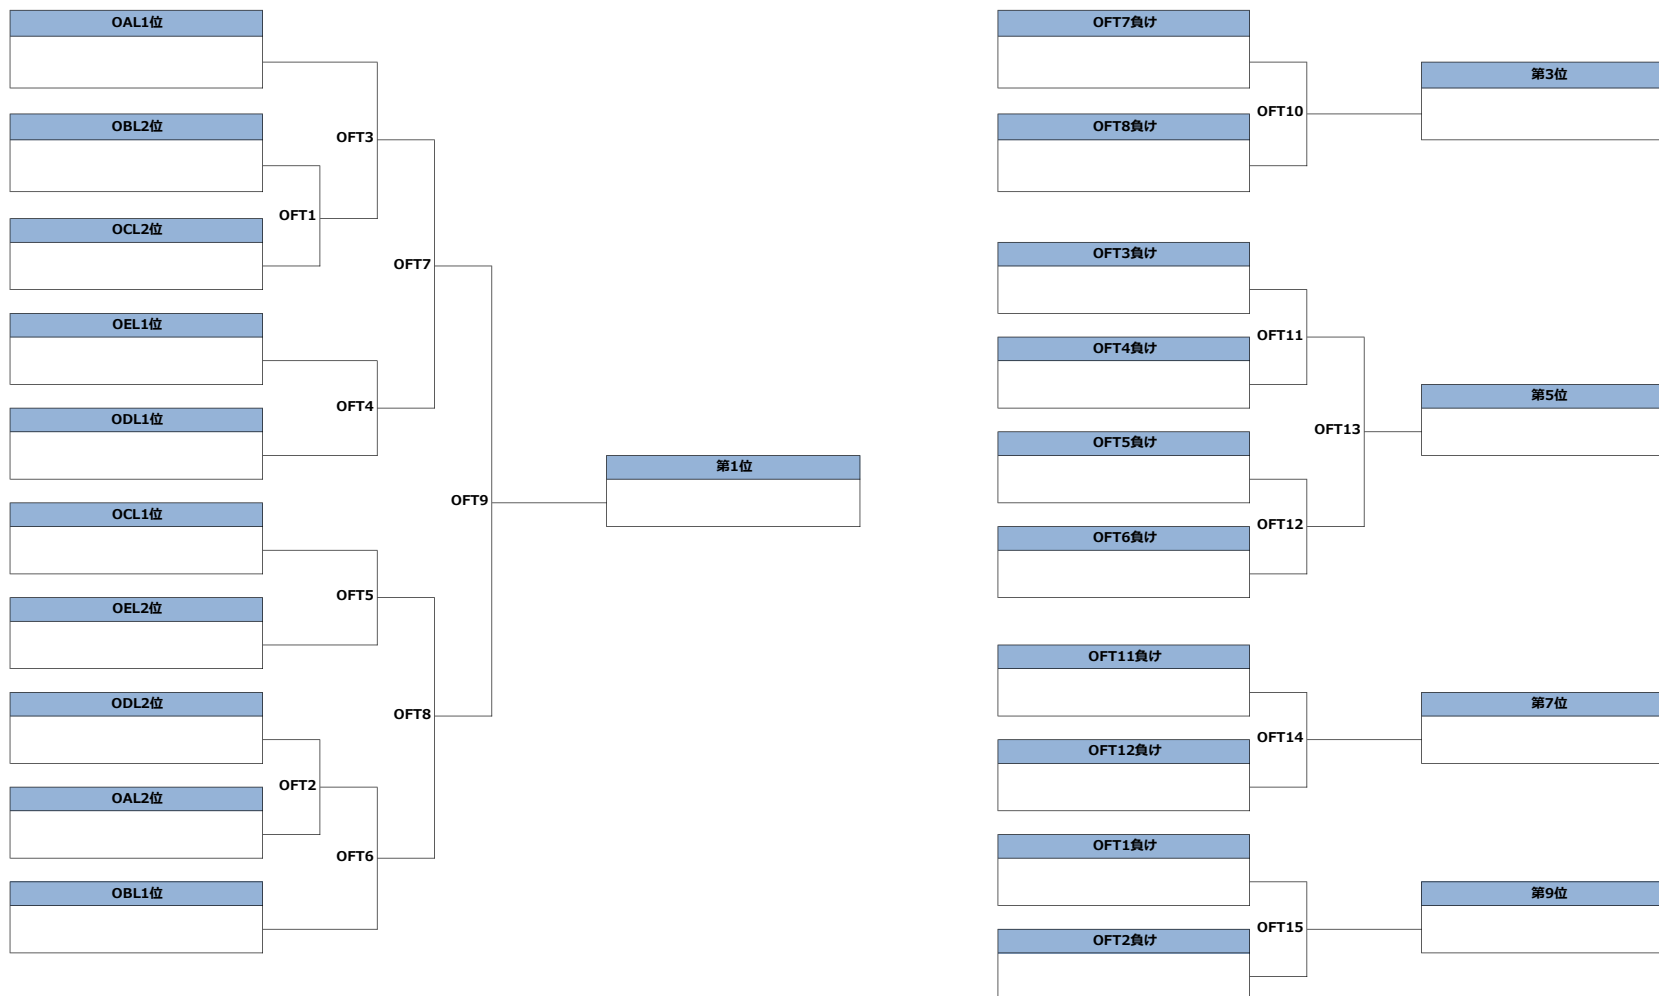 OAL1位
OBL2位
OFT3
OFT1
OCL2位
OFT7
OEL1位
OFT4
ODL1位
第1位
OFT9
OCL1位
OFT5
OEL2位
ODL2位
OFT8
OFT2
OAL2位
OFT6
OBL1位
OFT7負け
第3位
OFT10
OFT8負け
OFT3負け
OFT11
OFT4負け
第5位
OFT13
OFT5負け
OFT12
OFT6負け
OFT11負け
第7位
OFT14
OFT12負け
OFT1負け
第9位
OFT15
OFT2負け